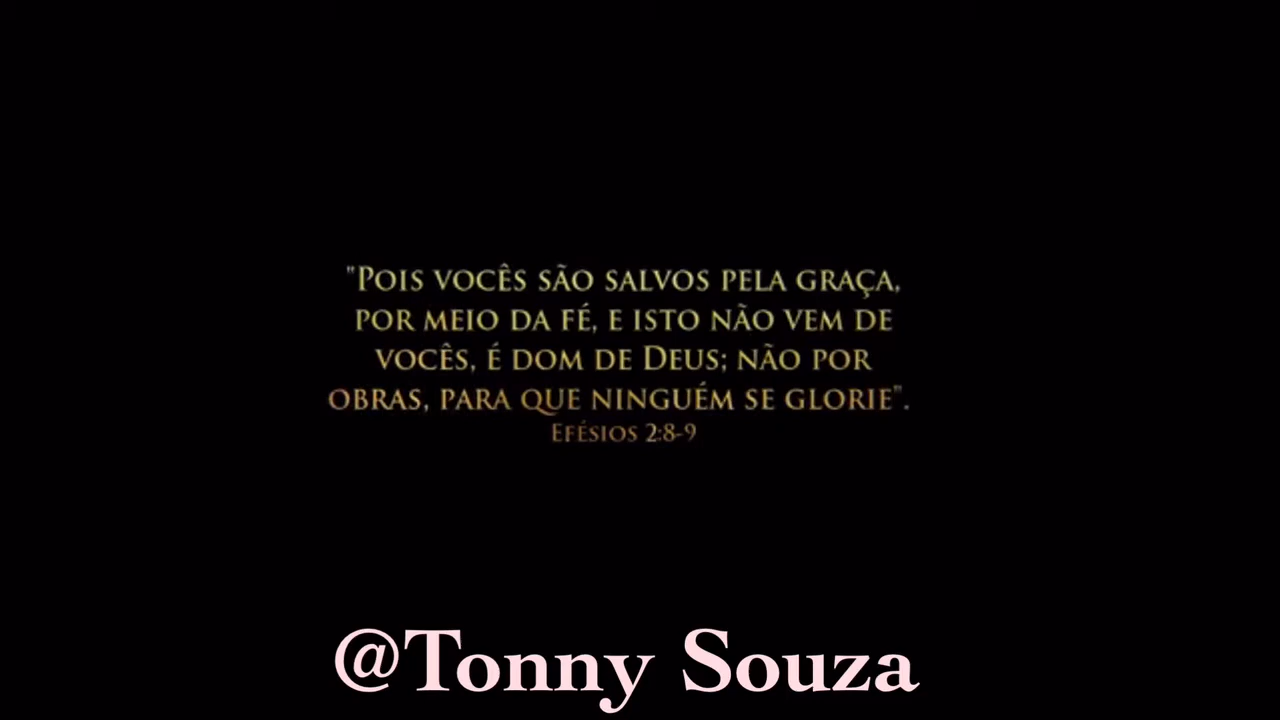 "Pois vocês são salvos pela graça,
por meio da fé, e isto não vem de
vocês, é dom de Deus; não por
obras, para que ninguém se glorie".
Efésios 2:8-9
@Tonny Souza